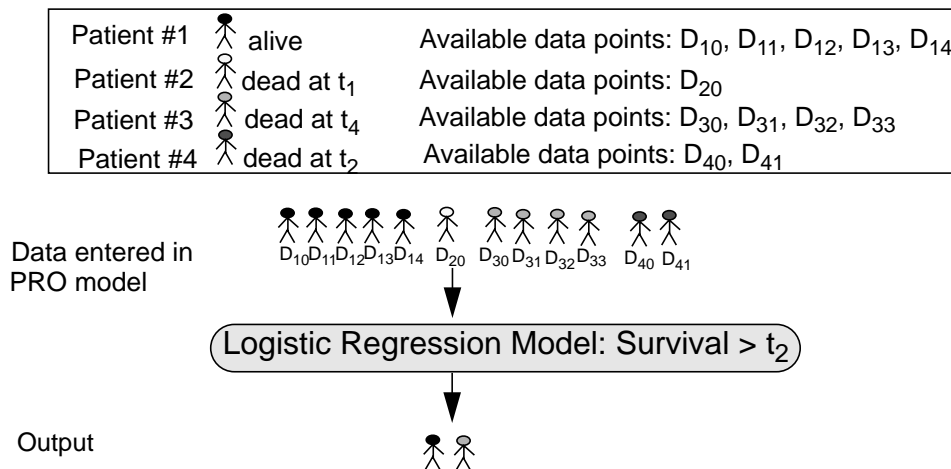 Patient #1 alive Available data points: D10, D11, D12, D13, D14
Patient #2 dead at t1 Available data points: D20
Patient #3 dead at t4 Available data points: D30, D31, D32, D33
Patient #4 dead at t2 Available data points: D40, D41
D10 D11 D12 D13 D14 D20 D30 D31 D32 D33 D40 D41
Data entered in
PRO model
Logistic Regression Model: Survival > t2
Output